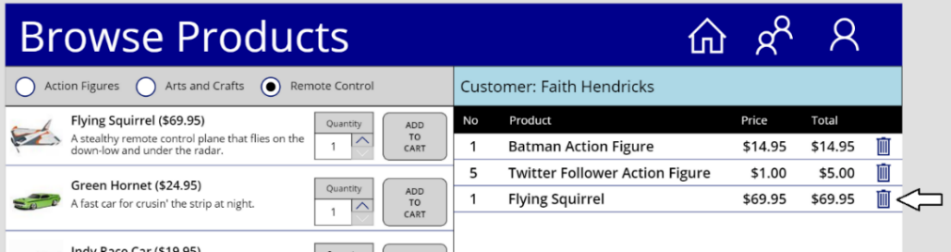 Browse Products
Action Figures Arts and Crafts Remote Control
Customer: Faith Hendricks
Flying Squirrel ($69.95)
A stealthy remote control plane that flies on the
down-low and under the radar.
Quantity
1
ADD
TO
CART
Green Hornet ($24.95)
A fast car for crusin' the strip at night.
Quantity
1
ADD
TO
CART
Indy Race Car ($19.95)
No Product Price Total
1 Batman Action Figure $14.95 $14.95
5 Twitter Follower Action Figure $1.00 $5.00
1 Flying Squirrel $69.95 $69.95